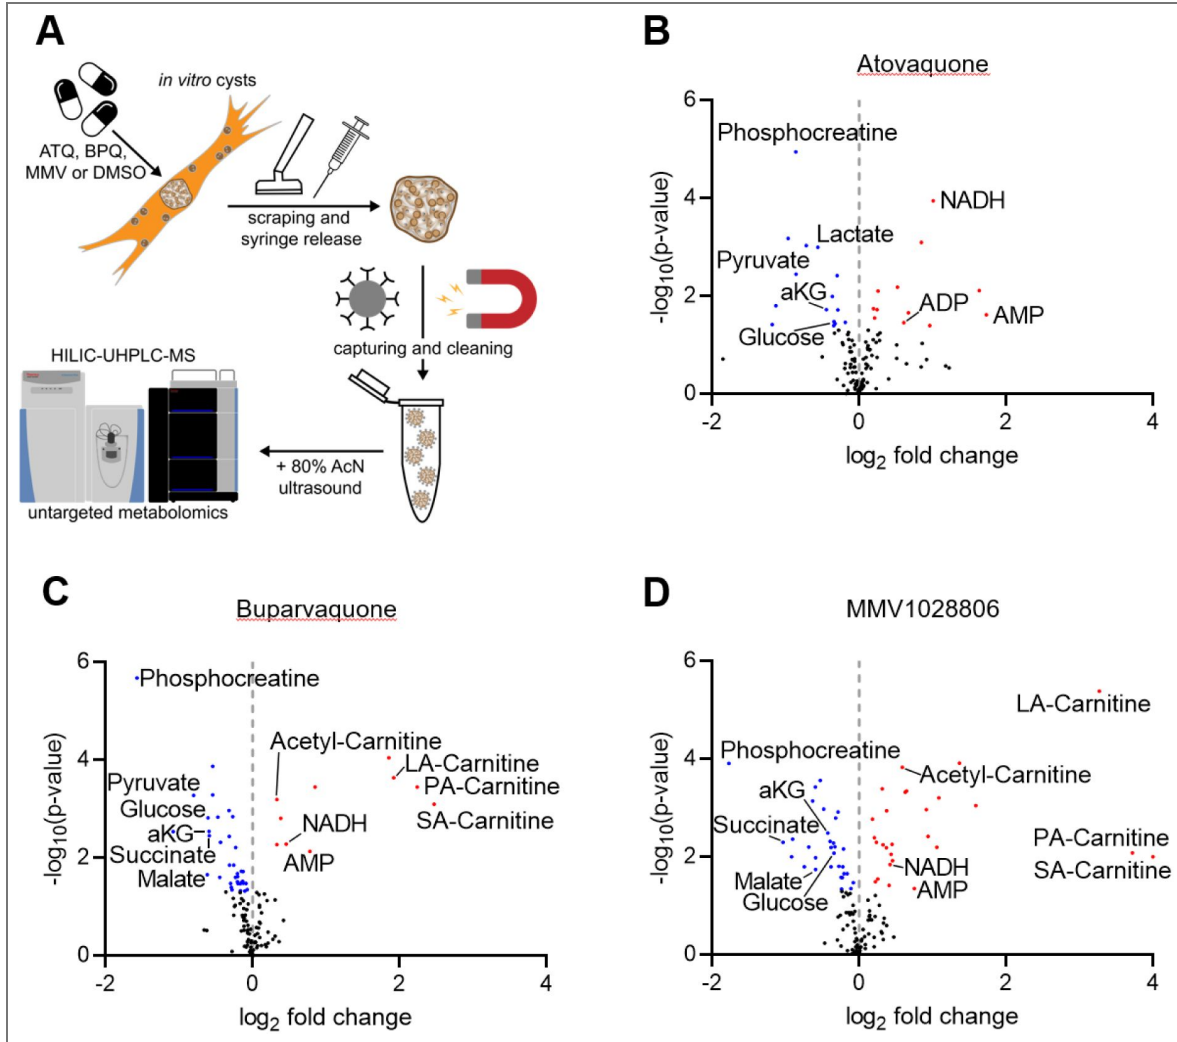 A
in vitro cysts
ATQ, BPQ,
MMV or DMSO
scraping and
syringe release
capturing and cleaning
HILIC-UHPLC-MS
+ 80% AcN
ultrasound
untargeted metabolomics
B
Atovaquone
6
4
2
0
-2
0
2
4
-log10(p-value)
log2 fold change
Phosphocreatine
NADH
Lactate
Pyruvate
aKG
ADP
AMP
Glucose
C
Buparvaquone
6
4
2
0
-2
0
2
4
-log10(p-value)
log2 fold change
Phosphocreatine
Acetyl-Carnitine
LA-Carnitine
Pyruvate
PA-Carnitine
Glucose
SA-Carnitine
NADH
aKG
Succinate
AMP
Malate
D
MMV1028806
6
4
2
0
-2
0
2
4
-log10(p-value)
log2 fold change
LA-Carnitine
Phosphocreatine
Acetyl-Carnitine
aKG
Succinate
PA-Carnitine
NADH
SA-Carnitine
Malate
AMP
Glucose